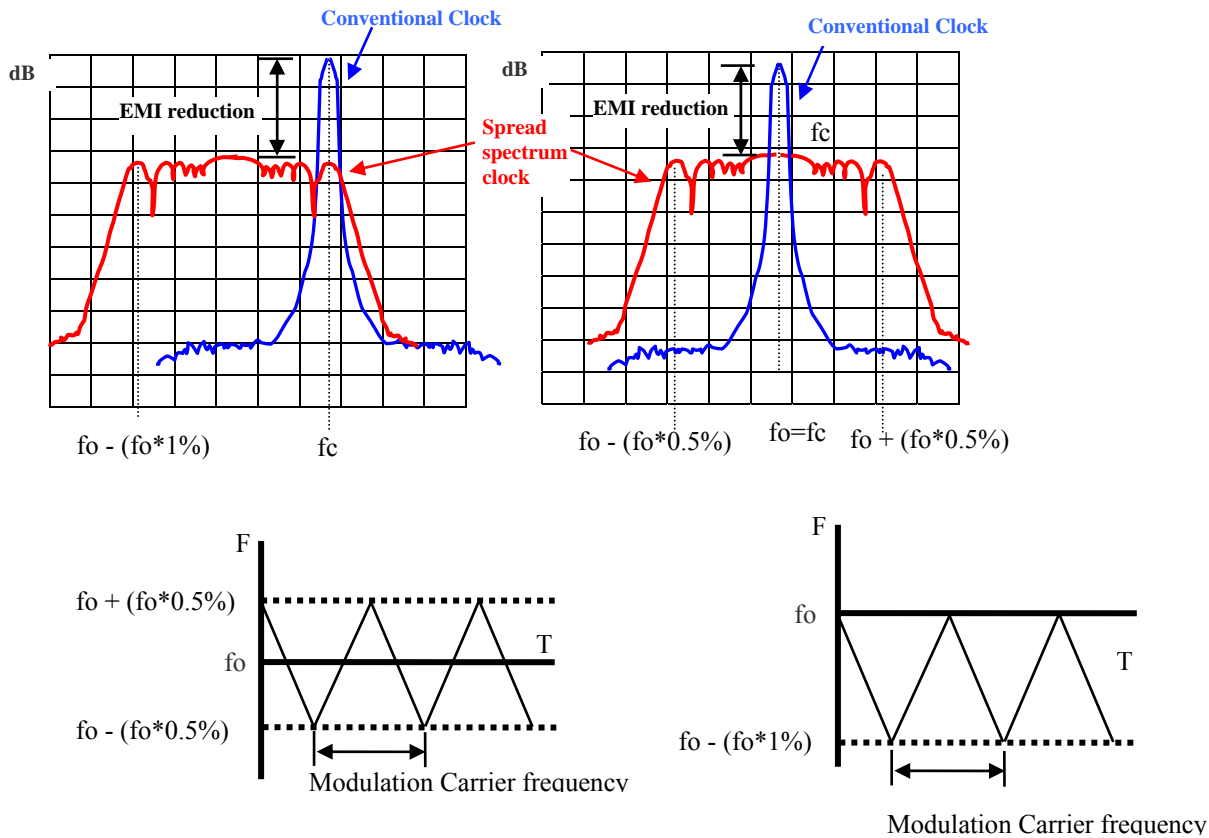 Conventional Clock
dB
EMI reduction
Spread
spectrum
clock
fo - (fo*1%)
fc
Conventional Clock
dB
EMI reduction
fc
fo - (fo*0.5%)
fo=fc
fo + (fo*0.5%)
F
fo + (fo*0.5%)
fo
T
fo - (fo*0.5%)
Modulation Carrier frequency
F
fo
T
fo - (fo*1%)
Modulation Carrier frequency